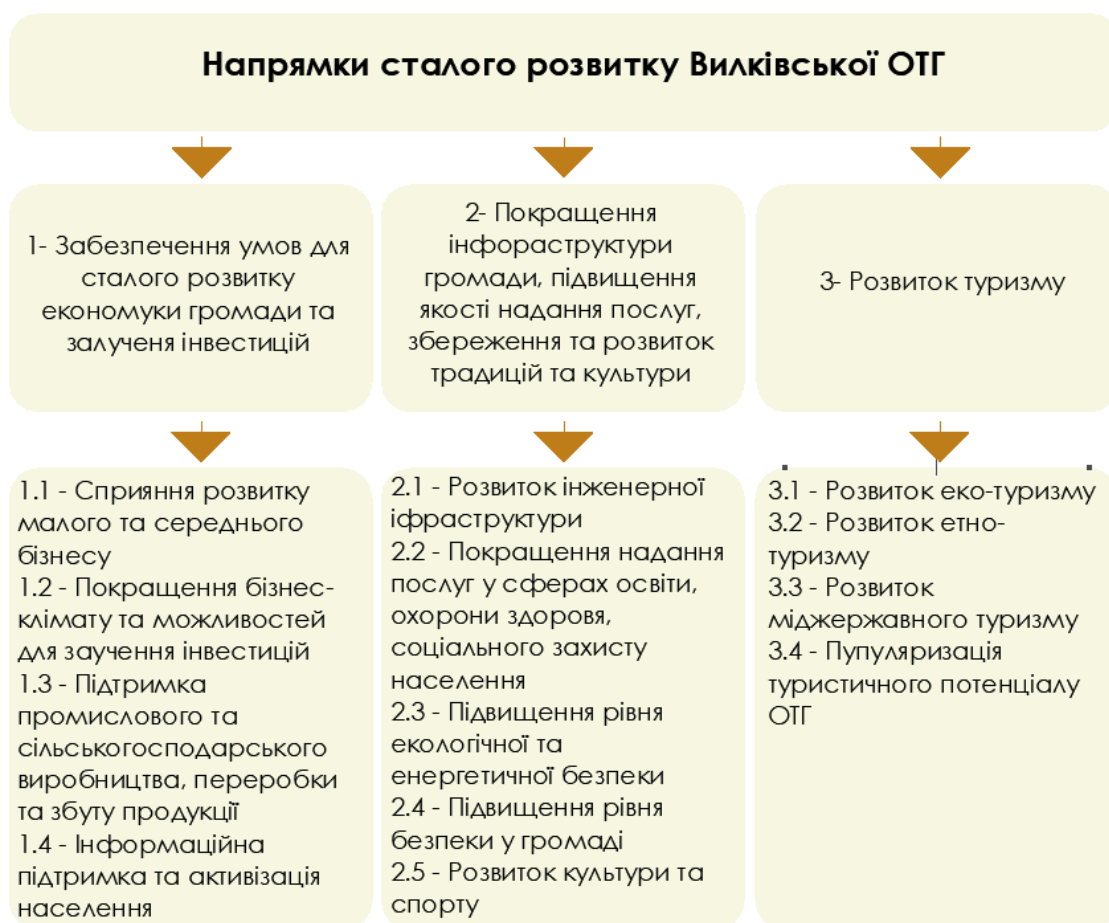 Напрямки сталого розвитку Вилківської ОТГ
1- Забезпечення умов для
сталого розвитку
економуки громади та
залученя інвестицій
2- Покращення
інфораструктури
громади, підвищення
якості надання послуг,
збереження та розвиток
традицій та культури
3- Розвиток туризму
1.1 - Сприяння розвитку
малого та середнього
бізнесу
1.2 - Покращення бізнес-
клімату та можливостей
для заучення інвестицій
1.3 - Підтримка
промислового та
сільськогосподарського
виробництва, переробки
та збуту продукції
1.4 - Інформаційна
підтримка та активізація
населення
2.1 - Розвиток інженерної
іфраструктури
2.2 - Покращення надання
послуг у сферах освіти,
охорони здоровя,
соціального захисту
населення
2.3 - Підвищення рівня
екологічної та
енергетичної безпеки
2.4 - Підвищення рівня
безпеки у громаді
2.5 - Розвиток культури та
спорту
3.1 - Розвиток еко-туризму
3.2 - Розвиток етно-
туризму
3.3 - Розвиток
міджержавного туризму
3.4 - Пупуляризація
туристичного потенціалу
ОТГ